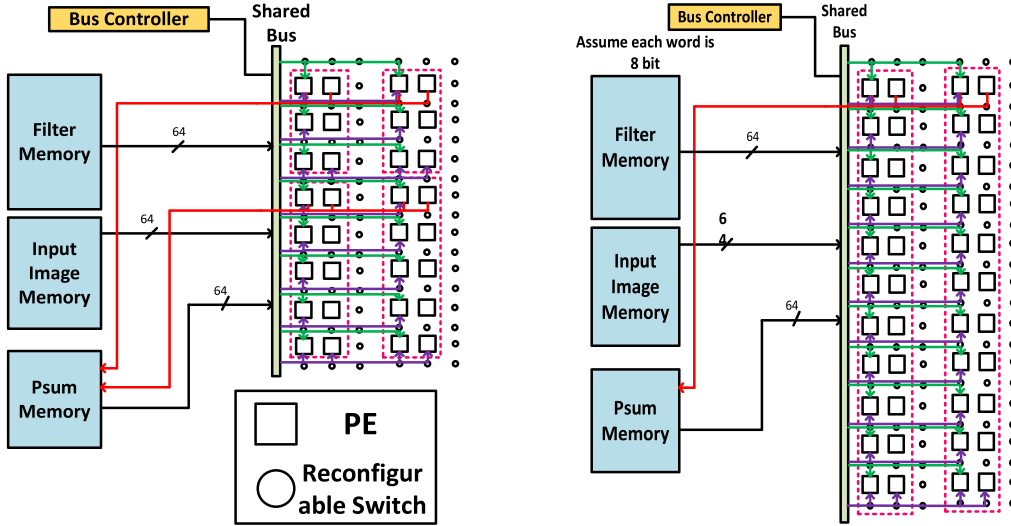 Bus Controller
Shared
Bus
Filter
Memory
64
Input
Image
Memory
64
64
Psum
Memory
PE
Reconfigur
able Switch
Bus Controller
Shared
Bus
Assume each word is
8 bit
Filter
Memory
64
Input
Image
Memory
6
4
64
Psum
Memory